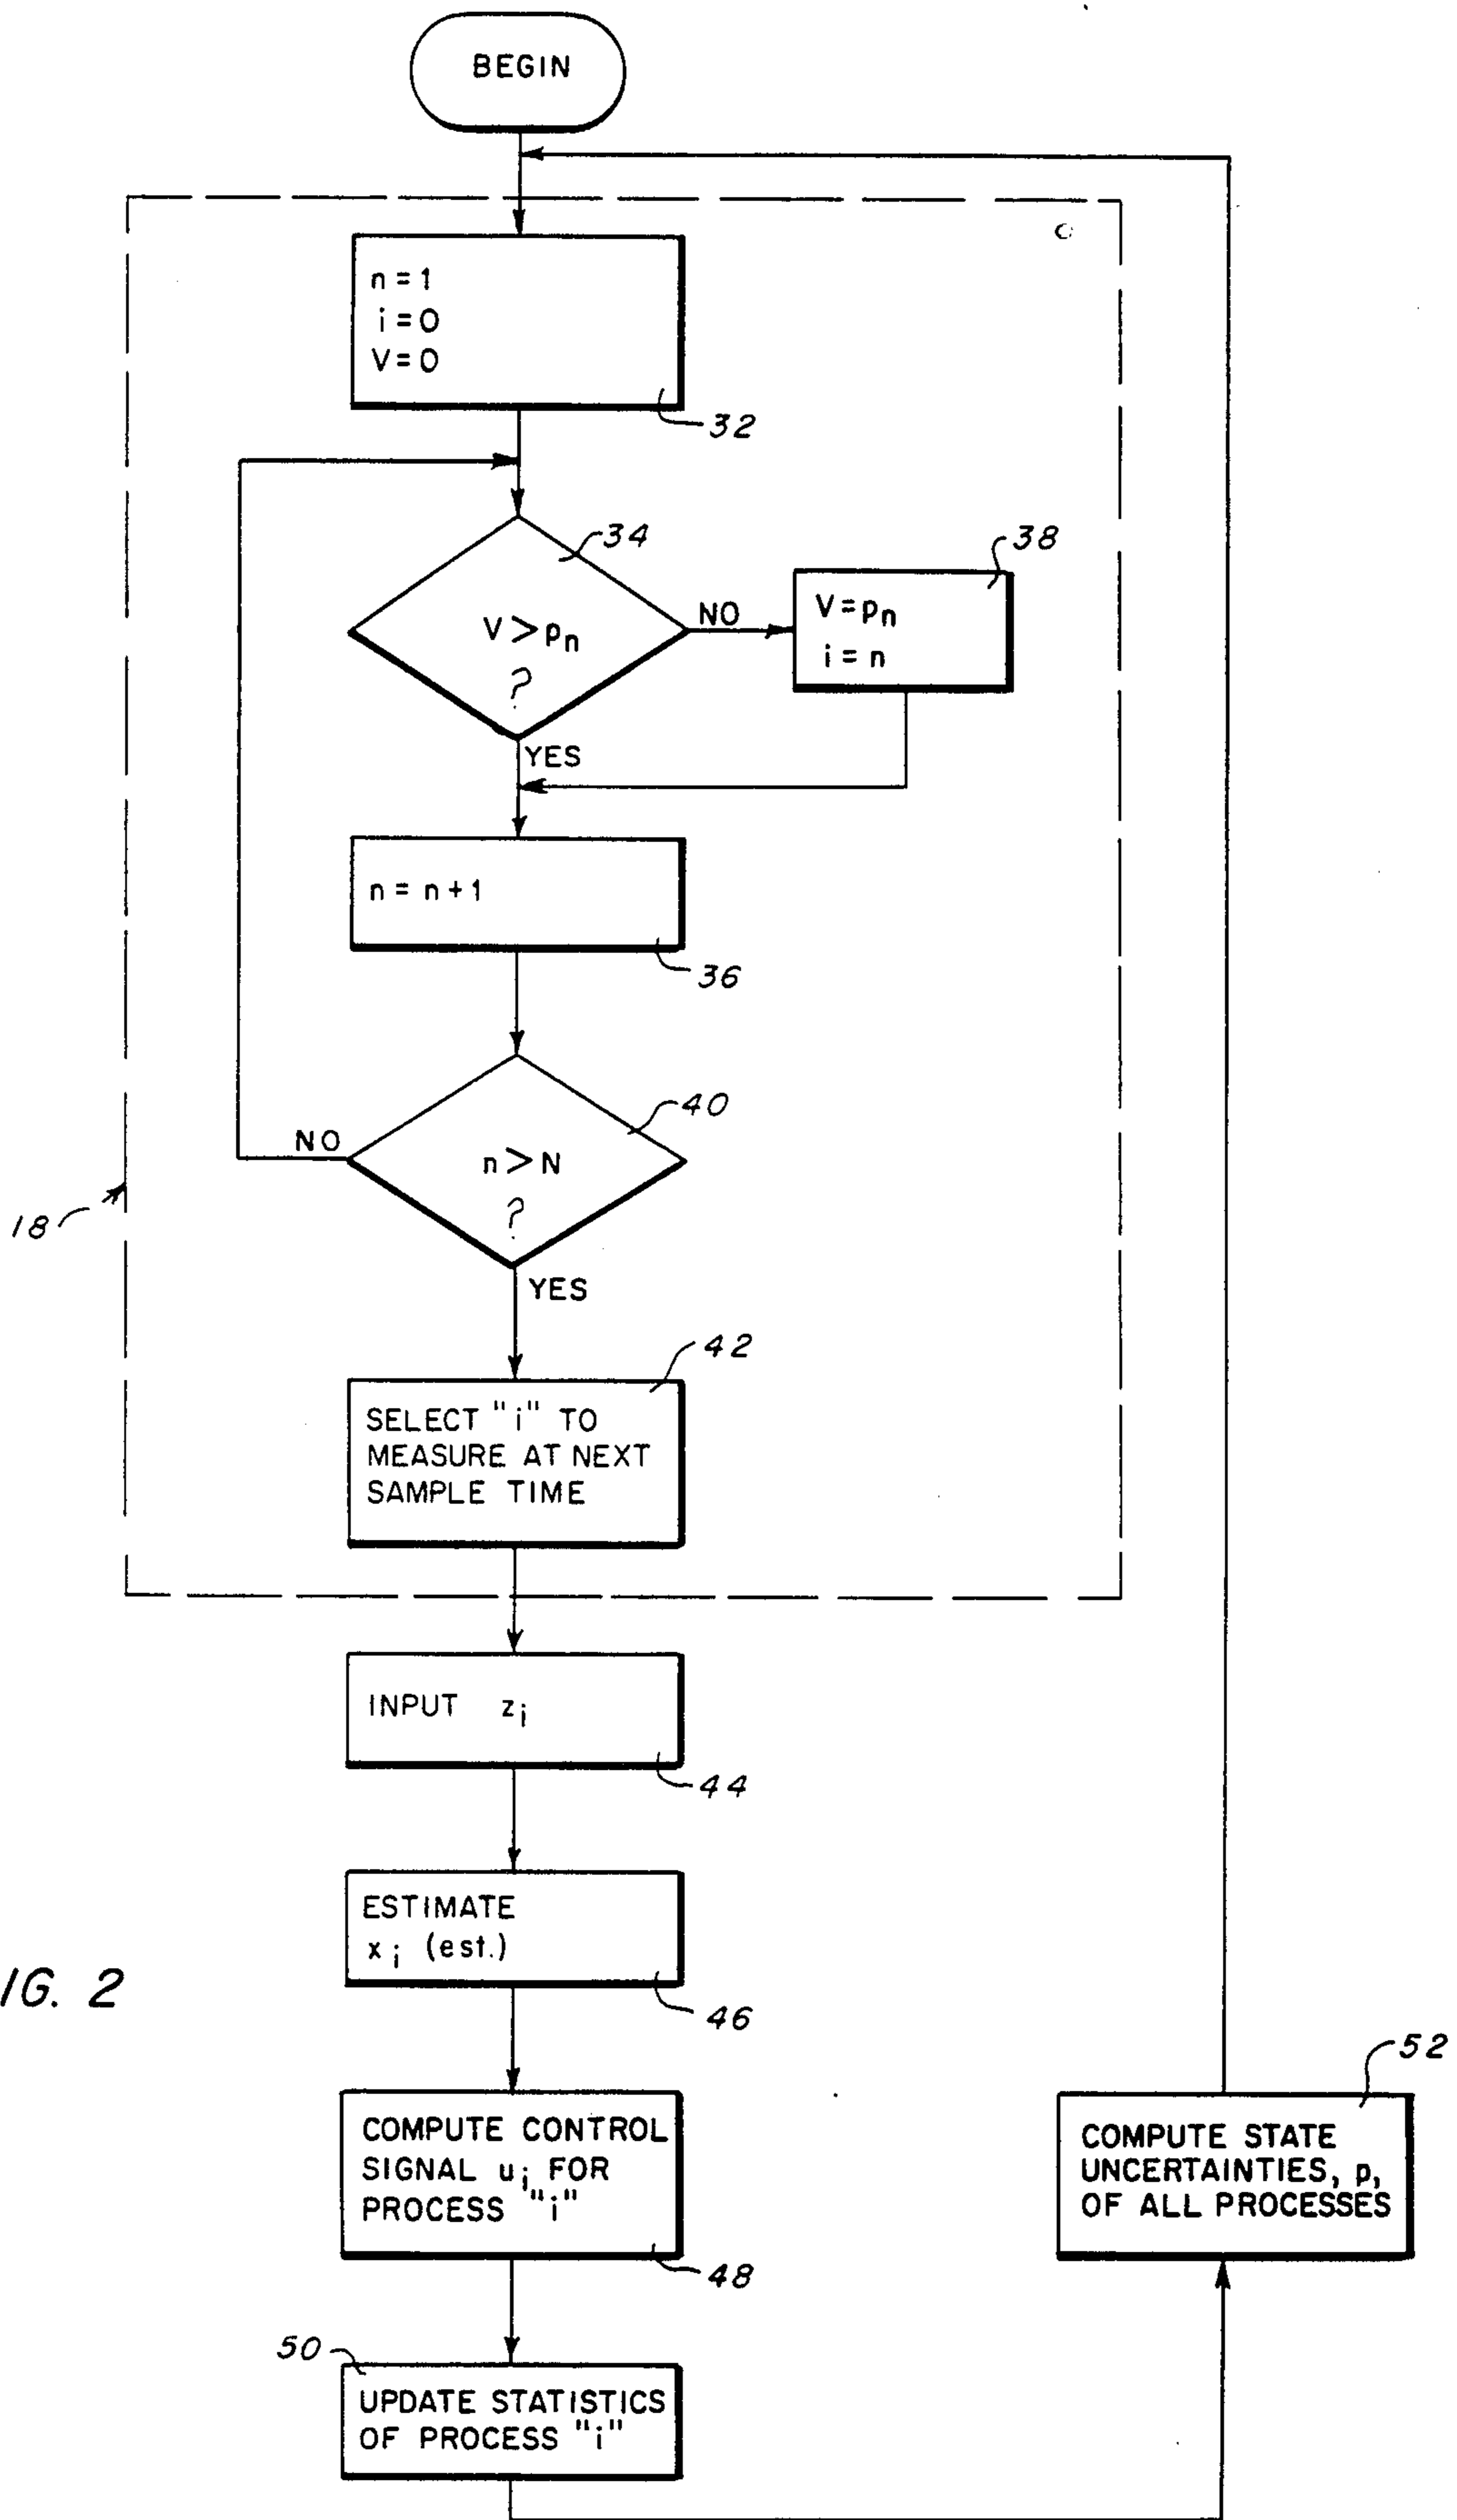 BEGIN
n = 1
i = 0
V = 0
32
34
V > pn
?
NO
YES
38
V = pn
i = n
n = n + 1
36
40
n > N
?
NO
YES
18
42
SELECT "i" TO
MEASURE AT NEXT
SAMPLE TIME
INPUT zi
44
ESTIMATE
xi (est.)
46
IG. 2
COMPUTE CONTROL
SIGNAL ui FOR
PROCESS "i"
48
52
COMPUTE STATE
UNCERTAINTIES, p,
OF ALL PROCESSES
50
UPDATE STATISTICS
OF PROCESS "i"